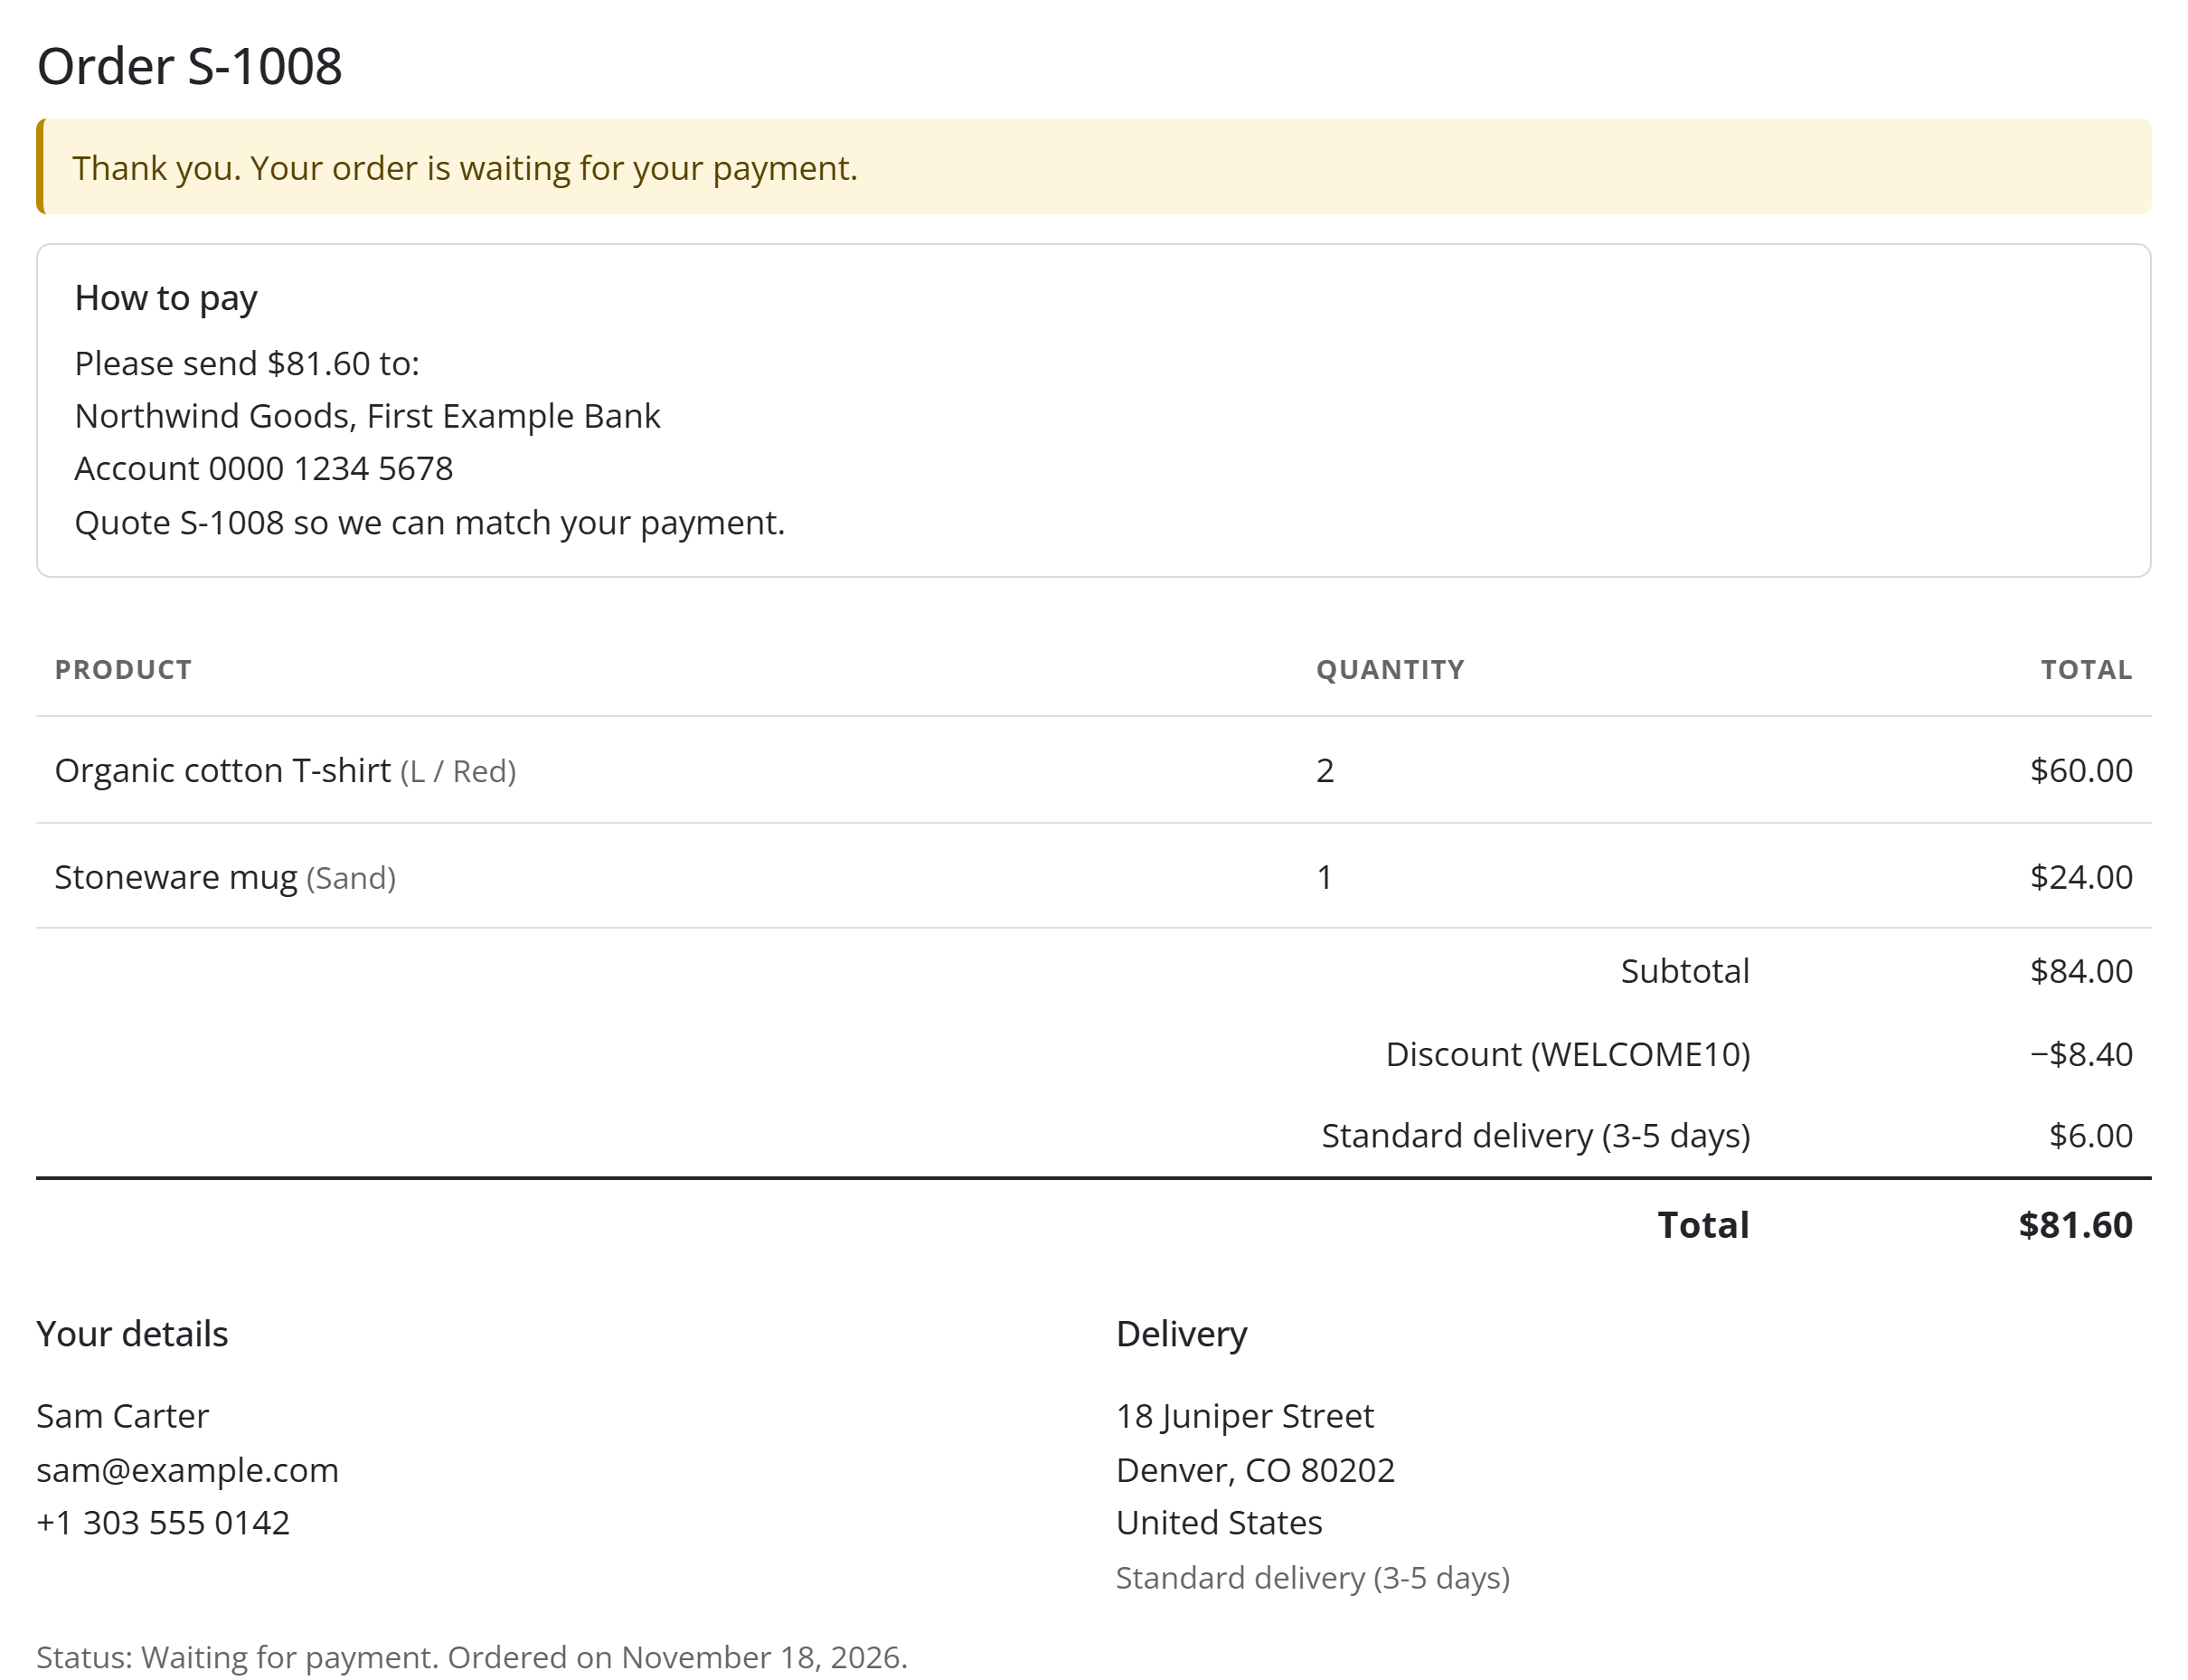 Order S-1008
Thank you. Your order is waiting for your payment.
How to pay
Please send $81.60 to:
Northwind Goods, First Example Bank
Account 0000 1234 5678
Quote S-1008 so we can match your payment.
PRODUCT QUANTITY TOTAL
Organic cotton T-shirt (L / Red) 2 $60.00
Stoneware mug (Sand) 1 $24.00
Subtotal $84.00
Discount (WELCOME10) −$8.40
Standard delivery (3-5 days) $6.00
Total $81.60
Your details
Sam Carter
sam@example.com
+1 303 555 0142
Delivery
18 Juniper Street
Denver, CO 80202
United States
Standard delivery (3-5 days)
Status: Waiting for payment. Ordered on November 18, 2026.